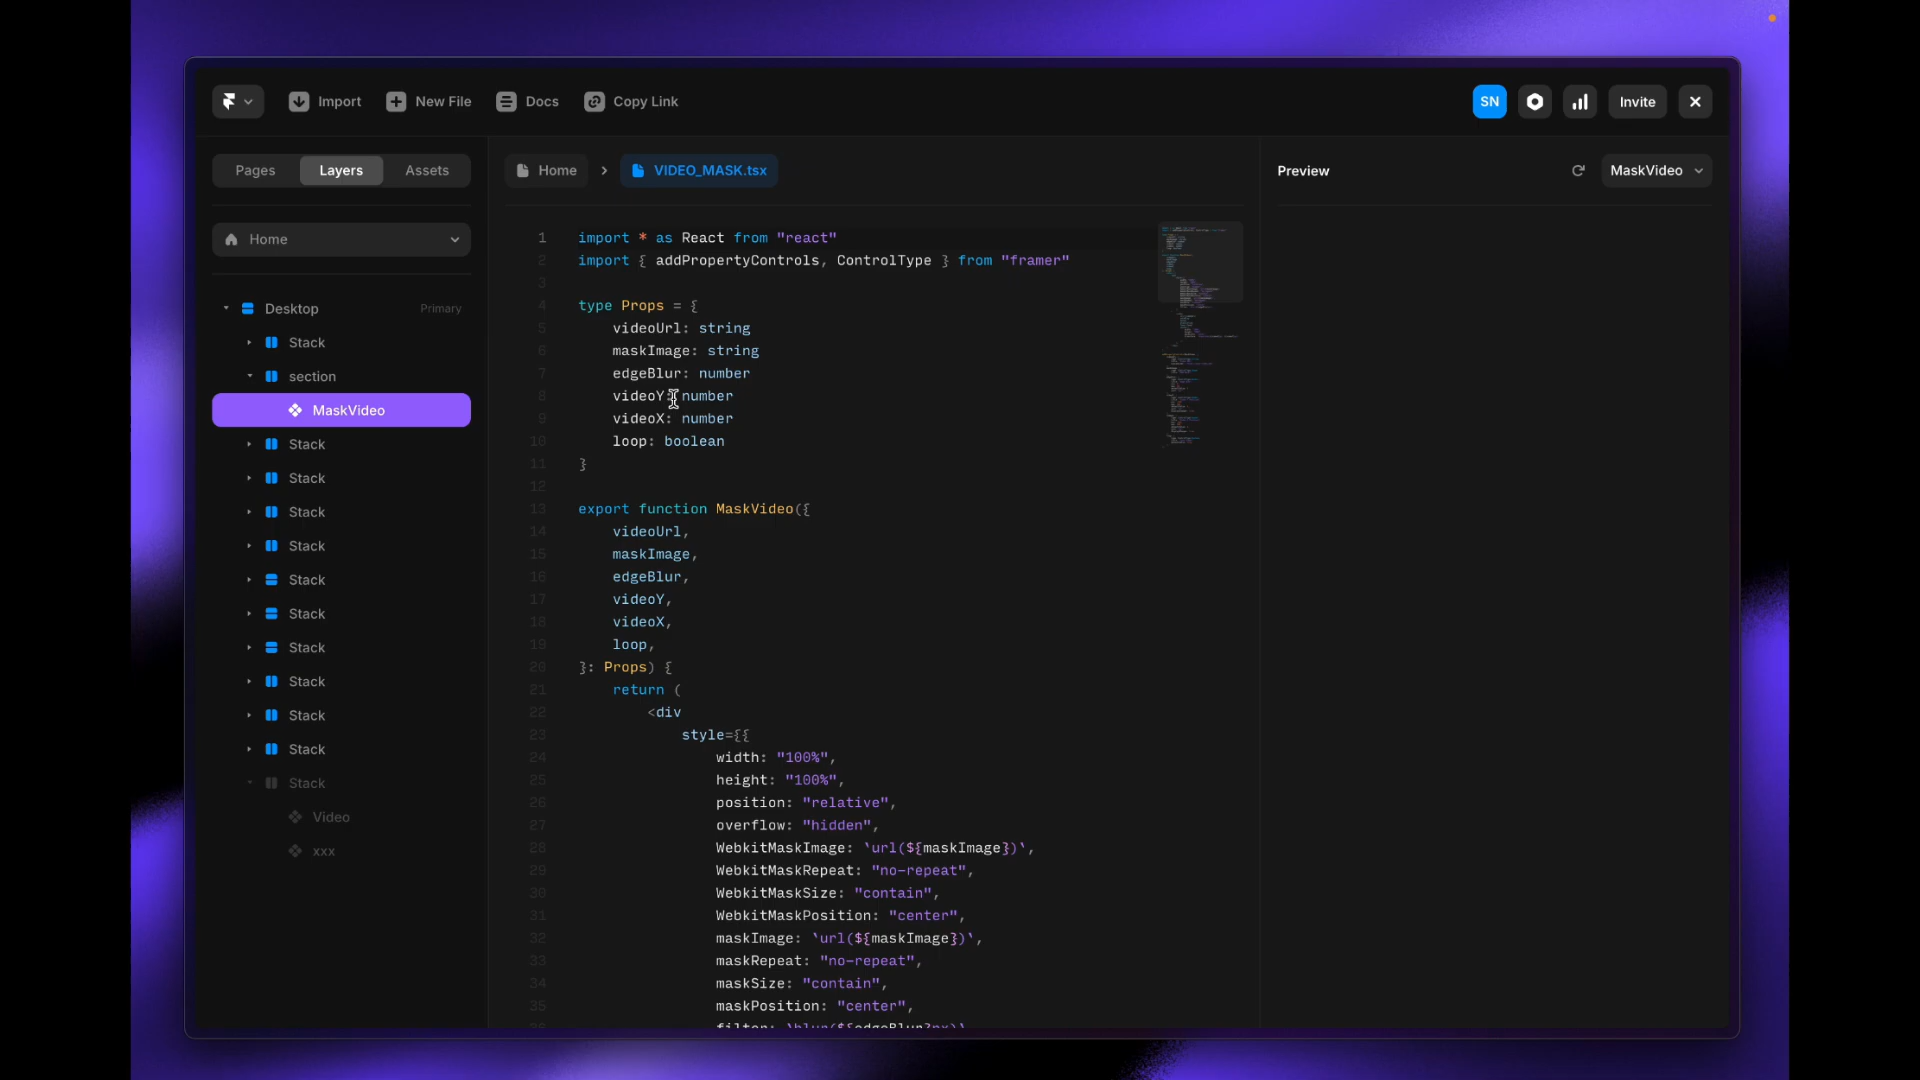 Import
New File
Docs
Copy Link
SN
Invite
Pages
Layers
Assets
Home
Desktop
Primary
Stack
section
MaskVideo
Stack
Stack
Stack
Stack
Stack
Stack
Stack
Stack
Stack
Stack
Stack
Video
xxx
Home
VIDEO_MASK.tsx
1 import * as React from "react"
2 import { addPropertyControls, ControlType } from "framer"
3
4 type Props = {
5 videoUrl: string
6 maskImage: string
7 edgeBlur: number
8 videoY: number
9 videoX: number
10 loop: boolean
11 }
12
13 export function MaskVideo({
14 videoUrl,
15 maskImage,
16 edgeBlur,
17 videoY,
18 videoX,
19 loop,
20 }: Props) {
21 return (
22 <div
23 style={{
24 width: "100%",
25 height: "100%",
26 position: "relative",
27 overflow: "hidden",
28 WebkitMaskImage: `url(${maskImage})`,
29 WebkitMaskRepeat: "no-repeat",
30 WebkitMaskSize: "contain",
31 WebkitMaskPosition: "center",
32 maskImage: `url(${maskImage})`,
33 maskRepeat: "no-repeat",
34 maskSize: "contain",
35 maskPosition: "center",
Preview
MaskVideo